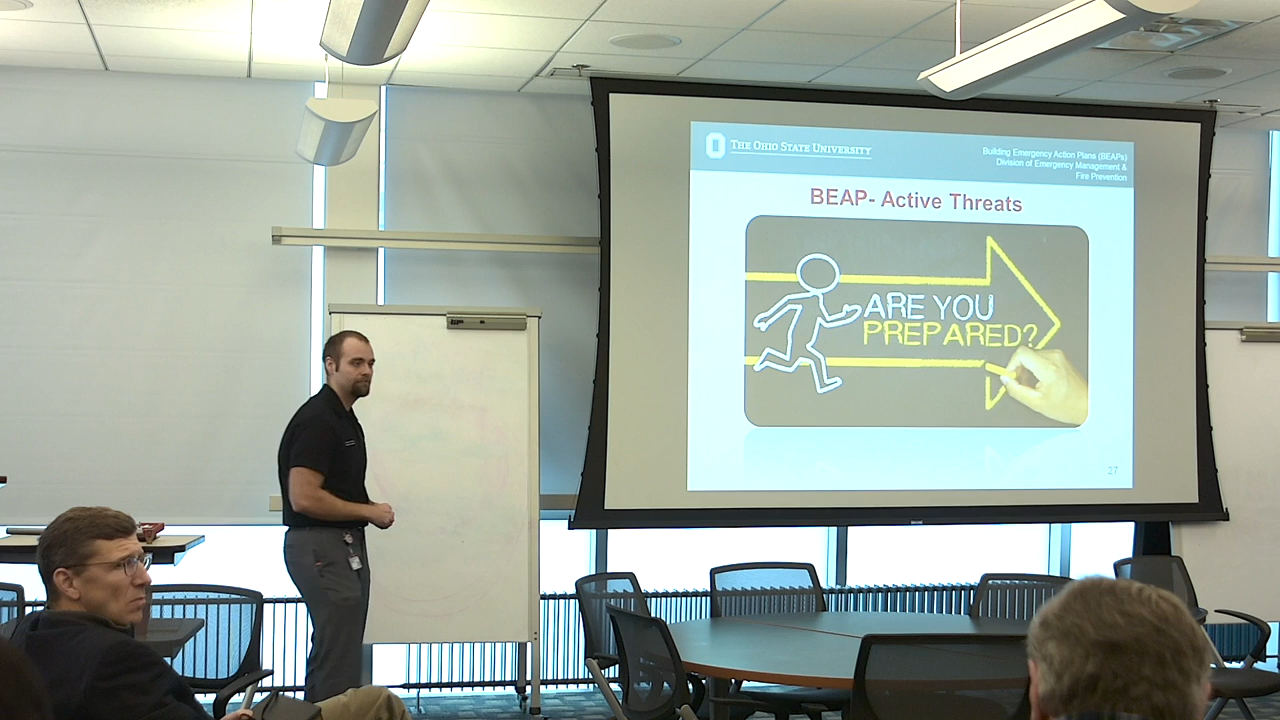 THE OHIO STATE UNIVERSITY
Building Emergency Action Plans (BEAPs)
Division of Emergency Management &
Fire Prevention
BEAP- Active Threats
ARE YOU
PREPARED?
27